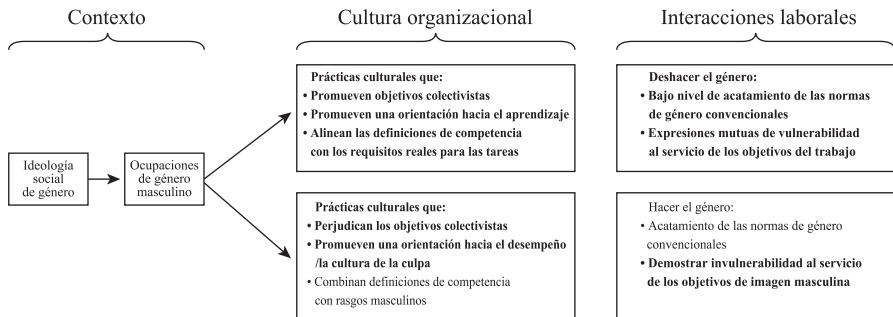 Contexto
Cultura organizacional
Interacciones laborales
Ideología
social
de género
Ocupaciones
de género
masculino
Prácticas culturales que:
• Promueven objetivos colectivistas
• Promueven una orientación hacia el aprendizaje
• Alinean las definiciones de competencia
con los requisitos reales para las tareas
Deshacer el género:
• Bajo nivel de acatamiento de las normas
de género convencionales
• Expresiones mutuas de vulnerabilidad
al servicio de los objetivos del trabajo
Prácticas culturales que:
• Perjudican los objetivos colectivistas
• Promueven una orientación hacia el desempeño
/la cultura de la culpa
• Combinan definiciones de competencia
con rasgos masculinos
Hacer el género:
• Acatamiento de las normas de género
convencionales
• Demostrar invulnerabilidad al servicio
de los objetivos de imagen masculina